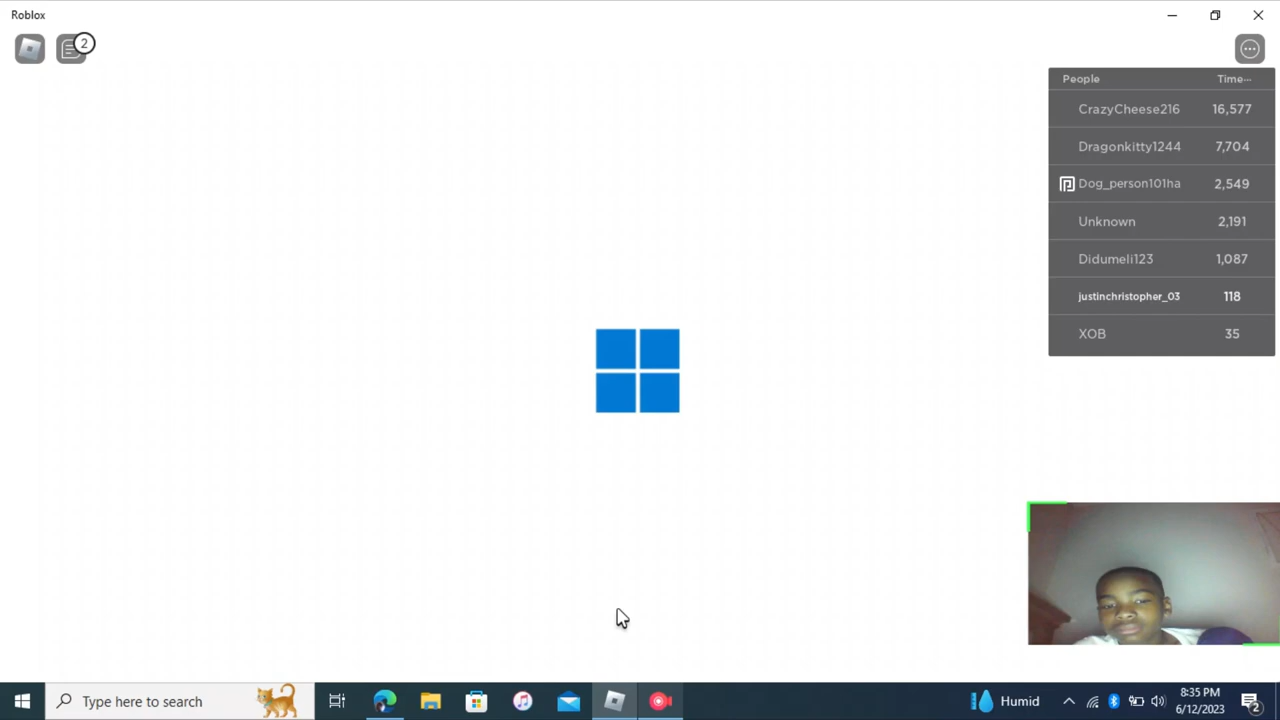 Roblox
2
People Time...
CrazyCheese216 16,577
Dragonkitty1244 7,704
Dog_person101ha 2,549
Unknown 2,191
Didumeli123 1,087
justinchristopher_03 118
XOB 35
Type here to search
Humid
8:35 PM
6/12/2023
2